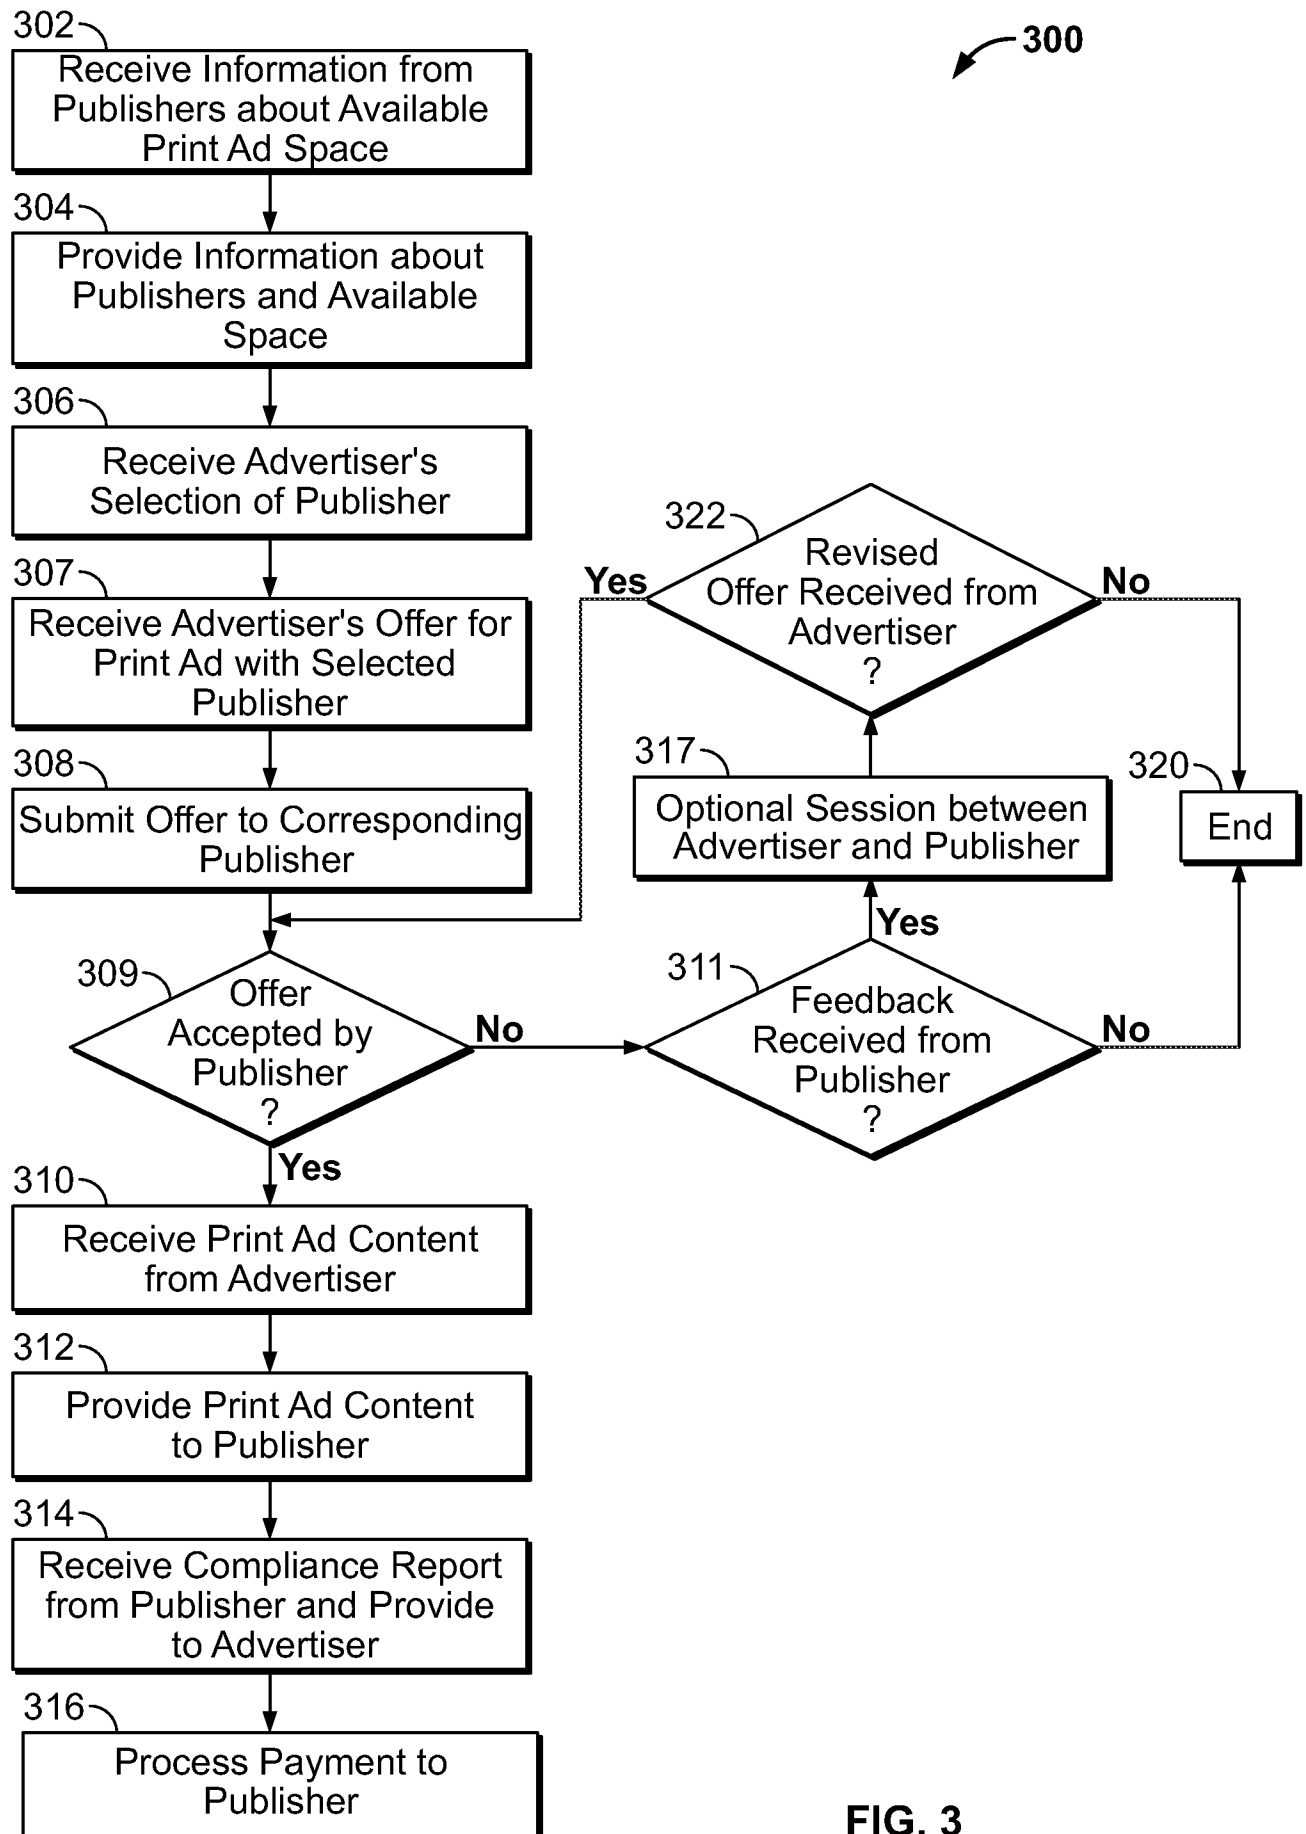 300
302
Receive Information from
Publishers about Available
Print Ad Space
304
Provide Information about
Publishers and Available
Space
306
Receive Advertiser's
Selection of Publisher
307
Receive Advertiser's Offer for
Print Ad with Selected
Publisher
308
Submit Offer to Corresponding
Publisher
309
Offer
Accepted by
Publisher
?
No
Yes
310
Receive Print Ad Content
from Advertiser
312
Provide Print Ad Content
to Publisher
314
Receive Compliance Report
from Publisher and Provide
to Advertiser
316
Process Payment to
Publisher
322
Revised
Offer Received from
Advertiser
?
Yes
No
317
Optional Session between
Advertiser and Publisher
320
End
Yes
311
Feedback
Received from
Publisher
?
No
FIG. 3